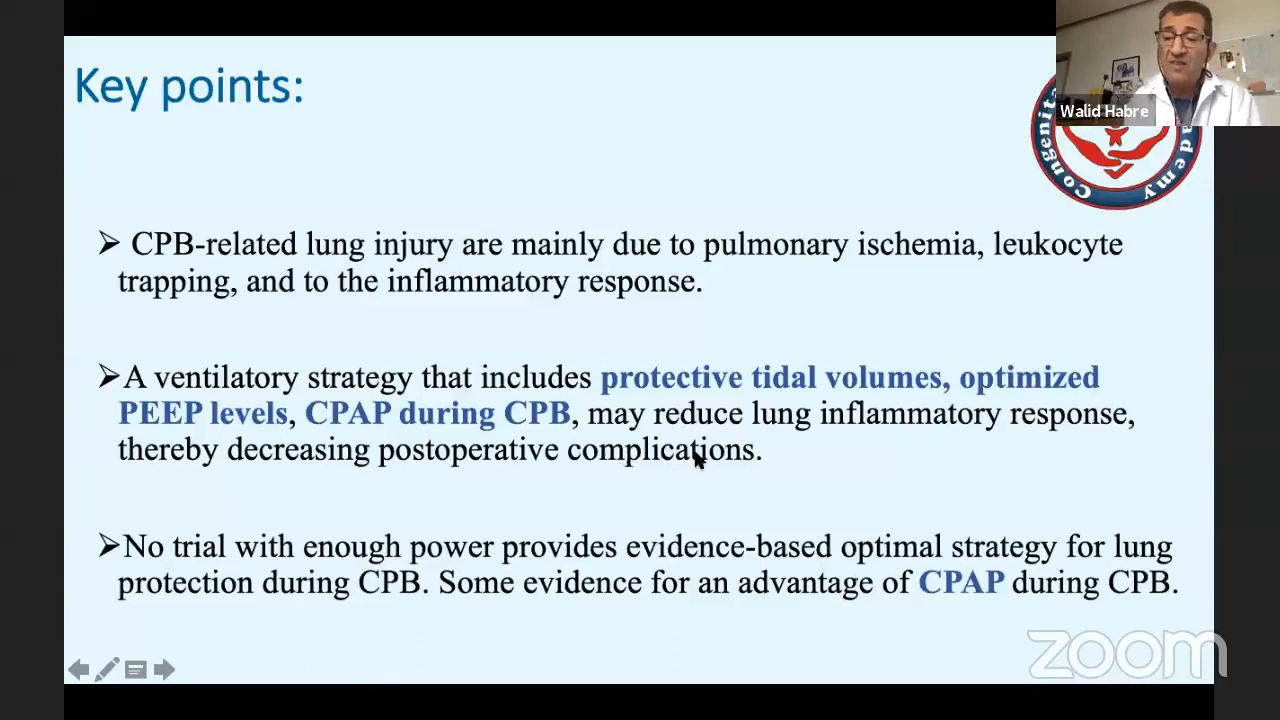 Key points:
Walid Habre
Congenit
ademy
➢ CPB-related lung injury are mainly due to pulmonary ischemia, leukocyte
trapping, and to the inflammatory response.
➢A ventilatory strategy that includes protective tidal volumes, optimized
PEEP levels, CPAP during CPB, may reduce lung inflammatory response,
thereby decreasing postoperative complications.
➢No trial with enough power provides evidence-based optimal strategy for lung
protection during CPB. Some evidence for an advantage of CPAP during CPB.
zoom